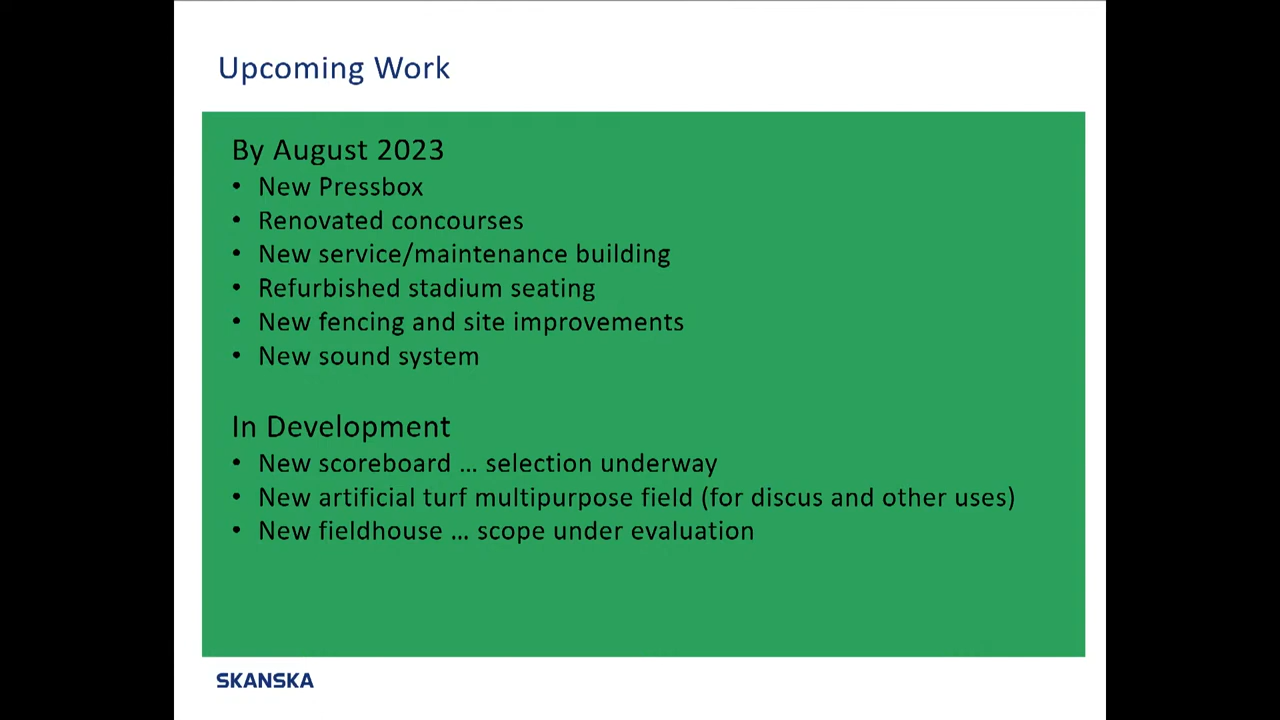 Upcoming Work
By August 2023
• New Pressbox
• Renovated concourses
• New service/maintenance building
• Refurbished stadium seating
• New fencing and site improvements
• New sound system
In Development
• New scoreboard … selection underway
• New artificial turf multipurpose field (for discus and other uses)
• New fieldhouse … scope under evaluation
SKANSKA